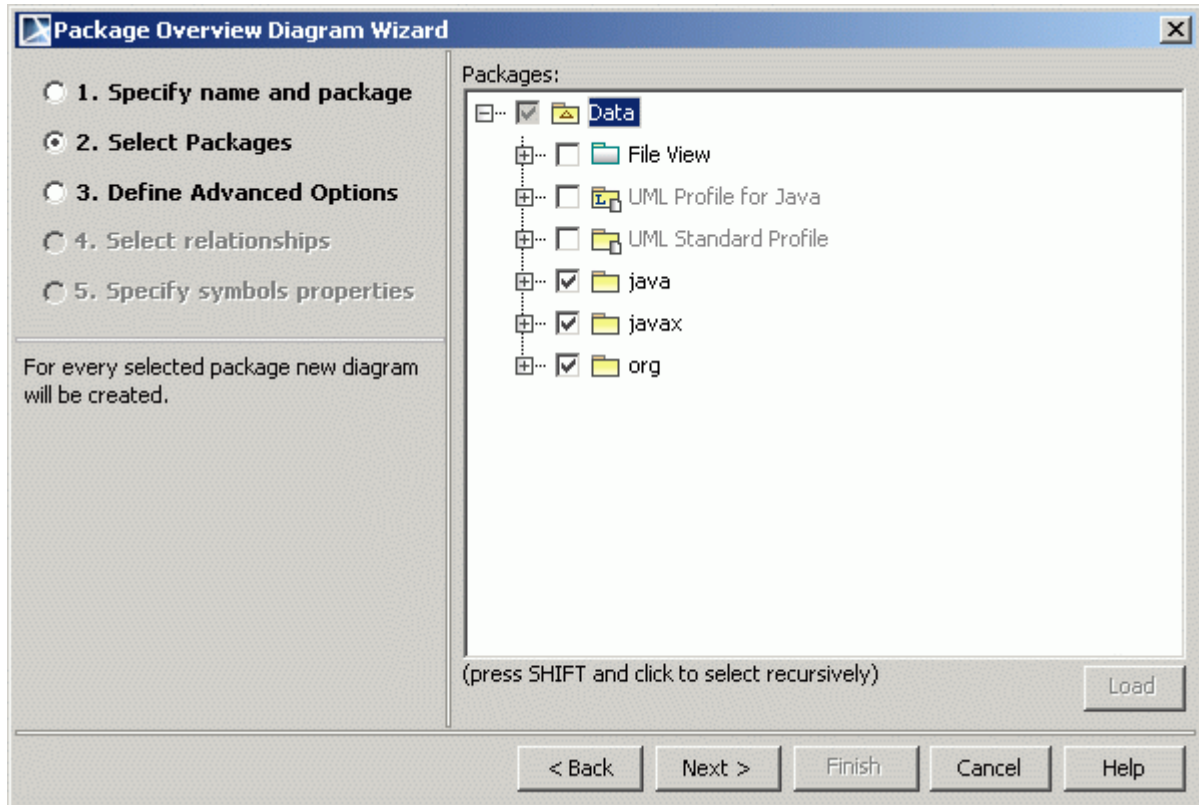 Package Overview Diagram Wizard
1. Specify name and package
2. Select Packages
3. Define Advanced Options
4. Select relationships
5. Specify symbols properties
For every selected package new diagram
will be created.
Packages:
Data
File View
UML Profile for Java
UML Standard Profile
java
javax
org
(press SHIFT and click to select recursively)
Load
< Back
Next >
Finish
Cancel
Help